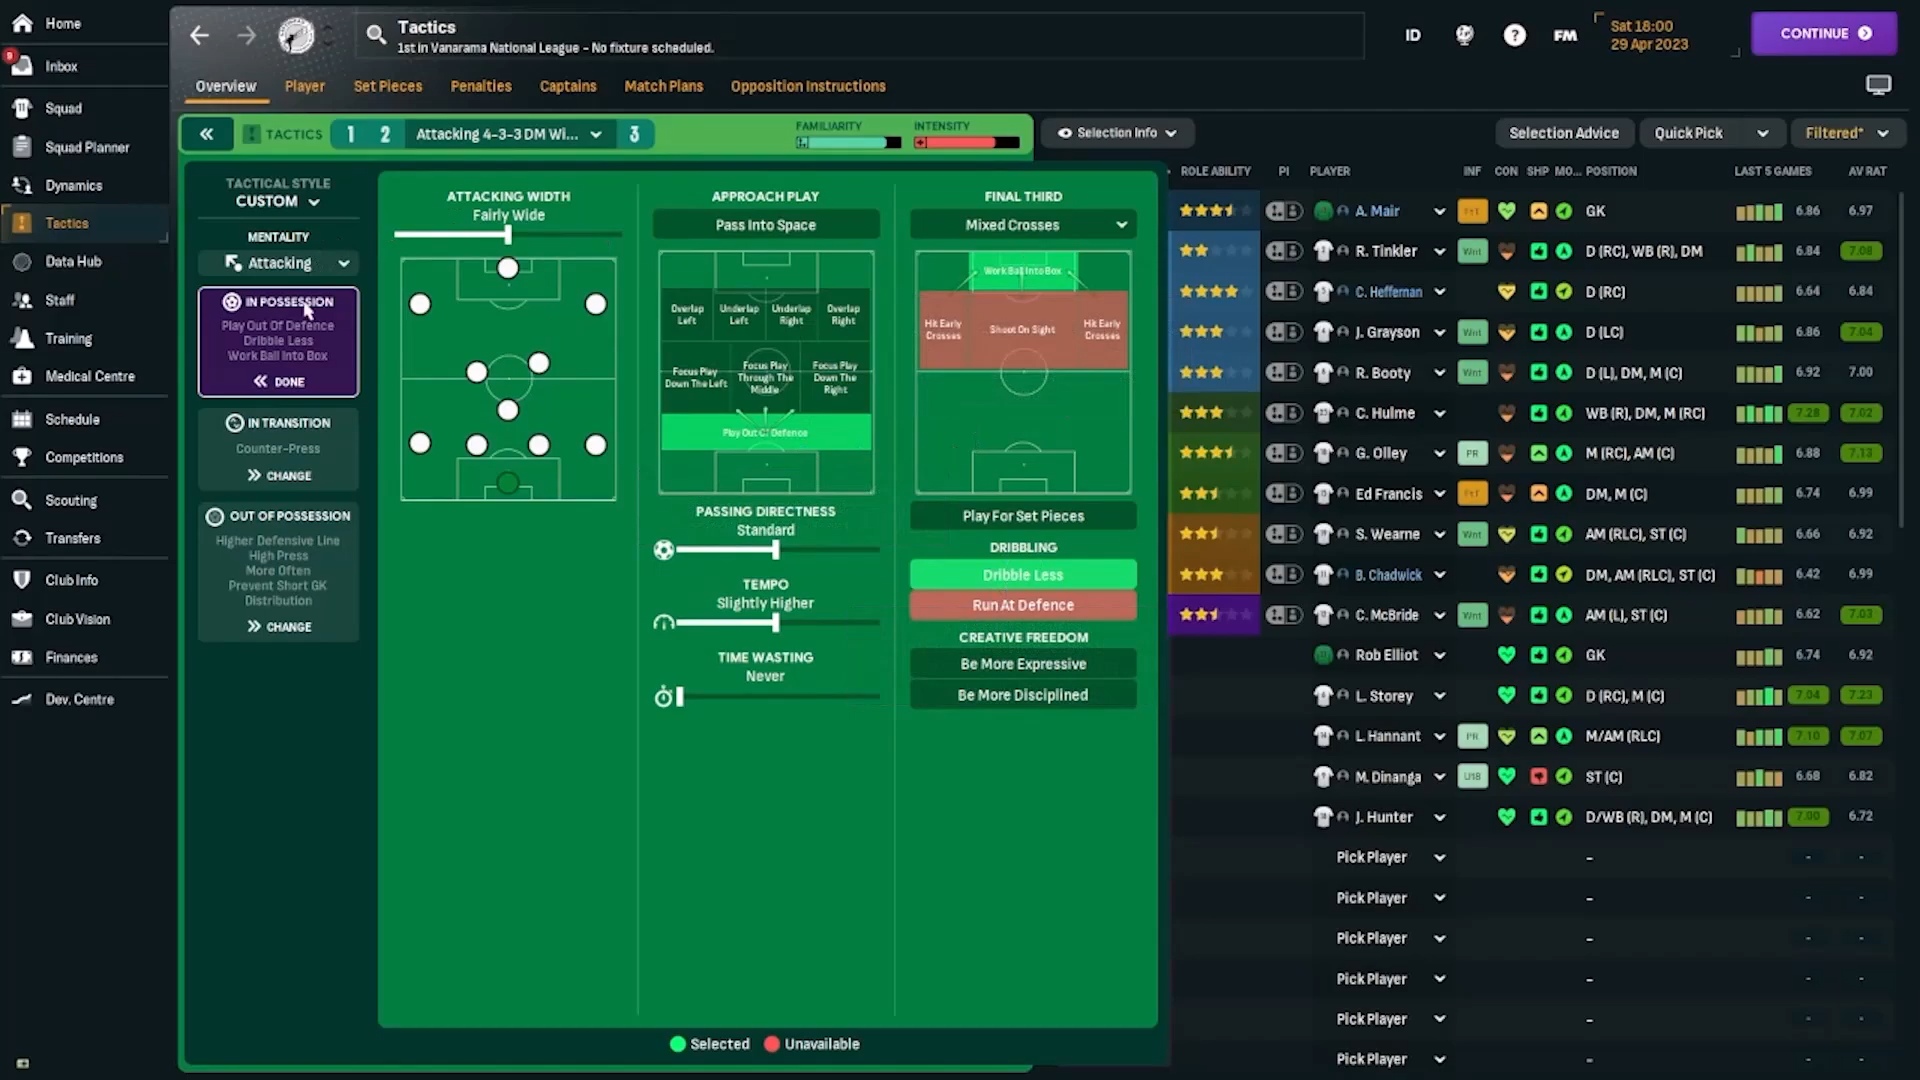 Home
9
Inbox
Squad
Squad Planner
Dynamics
Tactics
Data Hub
Staff
Training
Medical Centre
Schedule
Competitions
Scouting
Transfers
Club Info
Club Vision
Finances
Dev. Centre
Tactics
1st in Vanarama National League - No fixture scheduled.
ID
?
FM
Sat 18:00
29 Apr 2023
CONTINUE
Overview
Player
Set Pieces
Penalties
Captains
Match Plans
Opposition Instructions
TACTICS
1
2
Attacking 4-3-3 DM Wi...
3
FAMILIARITY
INTENSITY
Selection Info
Selection Advice
Quick Pick
Filtered*
TACTICAL STYLE
CUSTOM
MENTALITY
Attacking
IN POSSESSION
Play Out Of Defence
Dribble Less
Work Ball Into Box
DONE
IN TRANSITION
Counter-Press
CHANGE
OUT OF POSSESSION
Higher Defensive Line
High Press
More Often
Prevent Short GK
Distribution
CHANGE
ATTACKING WIDTH
Fairly Wide
APPROACH PLAY
Pass Into Space
Overlap Left
Underlap Left
Underlap Right
Overlap Right
Focus Play Down The Left
Focus Play Through The Middle
Focus Play Down The Right
Play Out Of Defence
PASSING DIRECTNESS
Standard
TEMPO
Slightly Higher
TIME WASTING
Never
FINAL THIRD
Mixed Crosses
Work Ball Into Box
Hit Early Crosses
Shoot On Sight
Hit Early Crosses
Play For Set Pieces
DRIBBLING
Dribble Less
Run At Defence
CREATIVE FREEDOM
Be More Expressive
Be More Disciplined
Selected
Unavailable
ROLE ABILITY PI PLAYER INF CON SHP MO... POSITION LAST 5 GAMES AV RAT
A. Mair GK 6.86 6.97
R. Tinkler Wnt D (RC), WB (R), DM 6.84 7.08
C. Heffernan D (RC) 6.64 6.84
J. Grayson Wnt D (LC) 6.86 7.04
R. Booty Wnt D (L), DM, M (C) 6.92 7.00
C. Hulme WB (R), DM, M (RC) 7.28 7.02
G. Olley PR M (RC), AM (C) 6.88 7.13
Ed Francis DM, M (C) 6.74 6.99
S. Wearne Wnt AM (RLC), ST (C) 6.66 6.92
B. Chadwick DM, AM (RLC), ST (C) 6.42 6.99
C. McBride Wnt AM (L), ST (C) 6.62 7.03
Rob Elliot GK 6.74 6.92
L. Storey D (RC), M (C) 7.04 7.23
L. Hannant PR M/AM (RLC) 7.10 7.07
M. Dinanga U18 ST (C) 6.68 6.82
J. Hunter D/WB (R), DM, M (C) 7.00 6.72
Pick Player - - -
Pick Player - - -
Pick Player - - -
Pick Player - - -
Pick Player - - -
Pick Player - - -